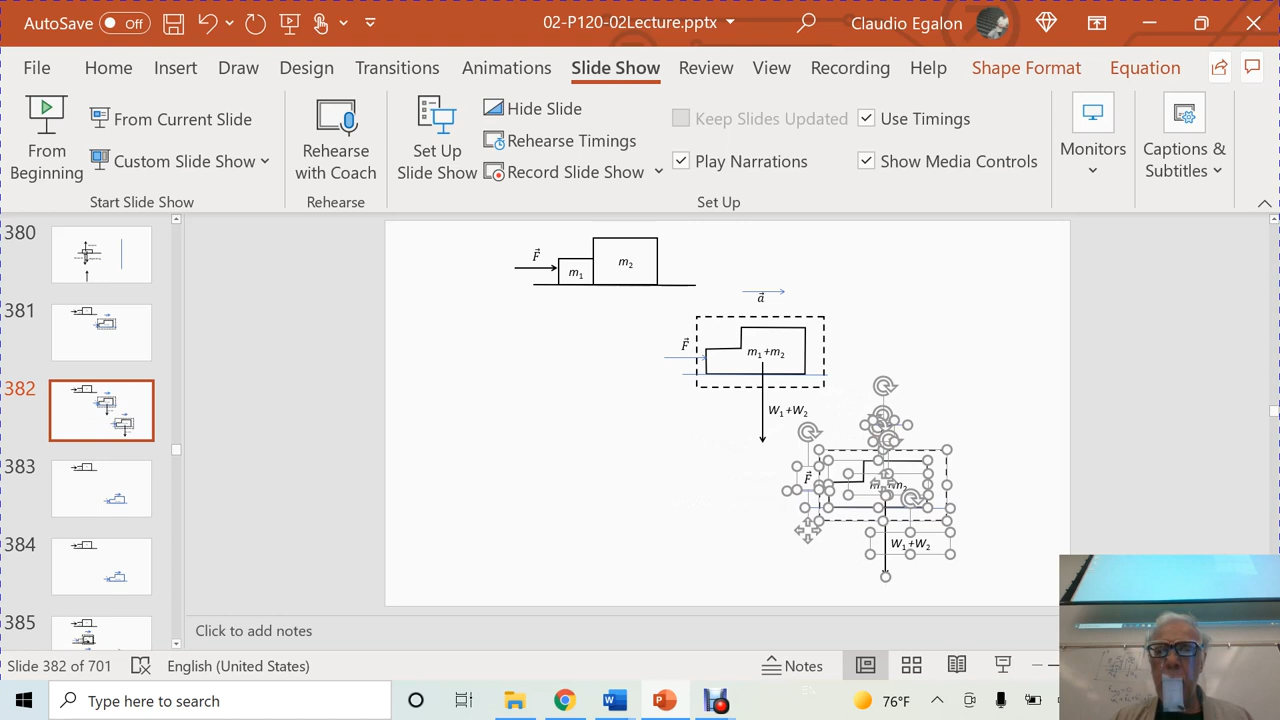 AutoSave Off 02-P120-02Lecture.pptx Claudio Egalon
File Home Insert Draw Design Transitions Animations Slide Show Review View Recording Help Shape Format Equation
From Beginning
From Current Slide
Custom Slide Show
Start Slide Show
Rehearse with Coach
Rehearse
Set Up Slide Show
Hide Slide
Rehearse Timings
Record Slide Show
Keep Slides Updated
Play Narrations
Use Timings
Show Media Controls
Set Up
Monitors
Captions & Subtitles
380
381
382
383
384
385
F⃗
m₁
m₂
a⃗
F⃗
m₁+m₂
W₁+W₂
F⃗
W₁+W₂
Click to add notes
Slide 382 of 701 English (United States) Notes
Type here to search
76°F